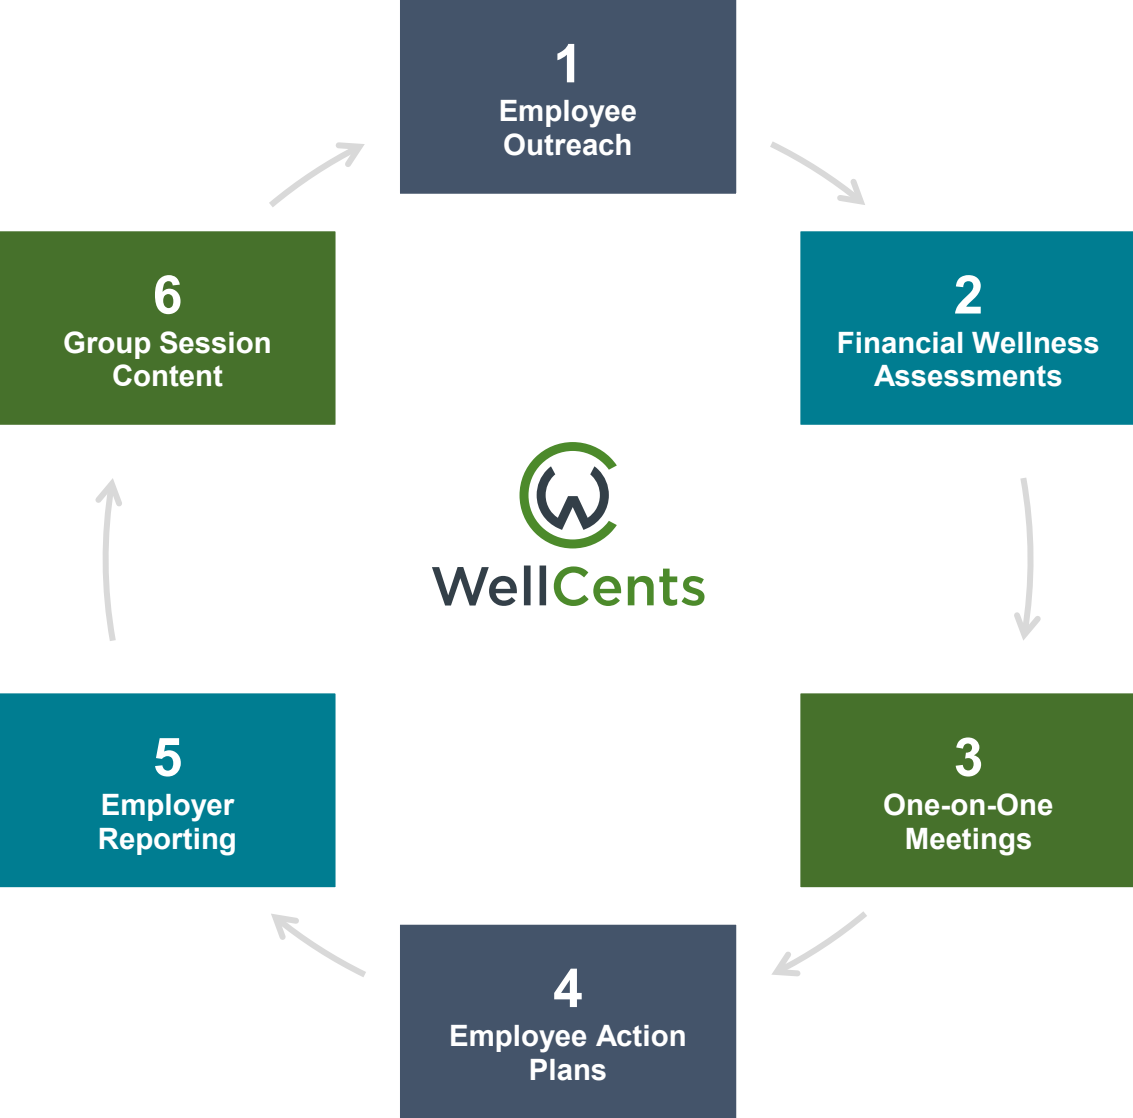 1
Employee
Outreach
2
Financial Wellness
Assessments
3
One-on-One
Meetings
4
Employee Action
Plans
5
Employer
Reporting
6
Group Session
Content
WellCents